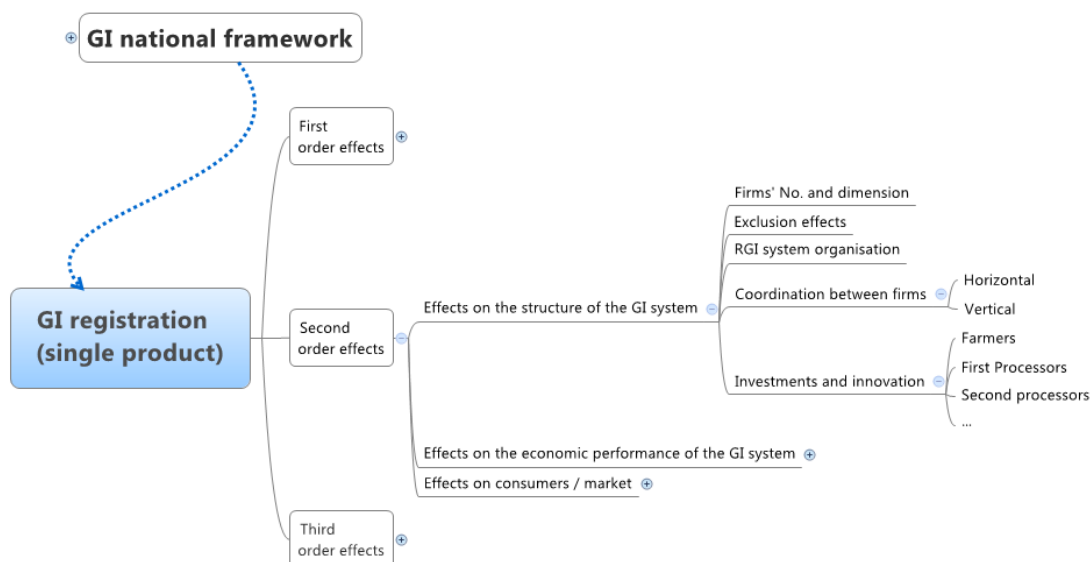 GI national framework
First
order effects
Firms' No. and dimension
Exclusion effects
RGI system organisation
Coordination between firms
Horizontal
Vertical
GI registration
(single product)
Second
order effects
Effects on the structure of the GI system
Investments and innovation
Farmers
First Processors
Second processors
...
Effects on the economic performance of the GI system
Effects on consumers / market
Third
order effects